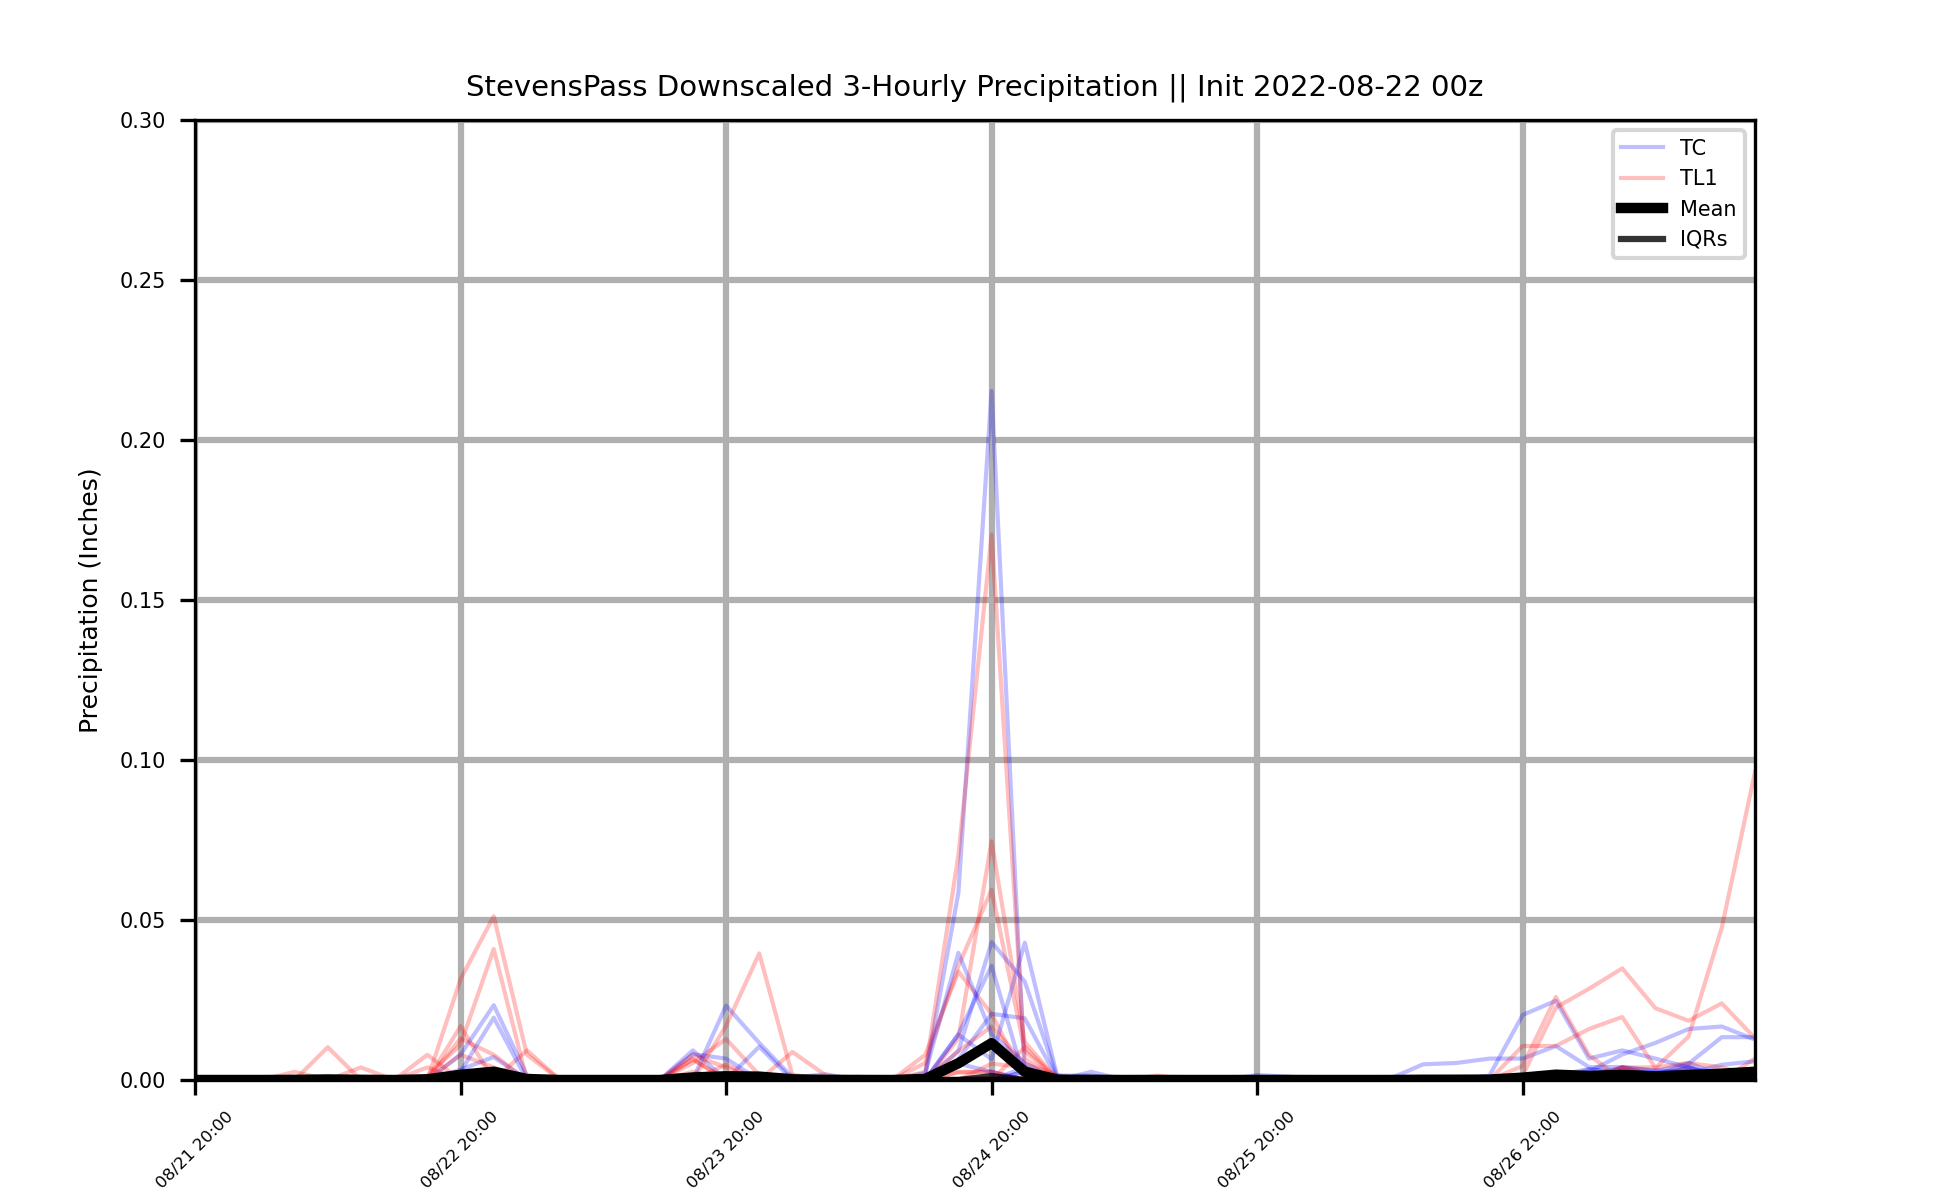 StevensPass Downscaled 3-Hourly Precipitation || Init 2022-08-22 00z
TC
TL1
Mean
IQRs
Precipitation (Inches)
0.30
0.25
0.20
0.15
0.10
0.05
0.00
08/21 20:00
08/22 20:00
08/23 20:00
08/24 20:00
08/25 20:00
08/26 20:00